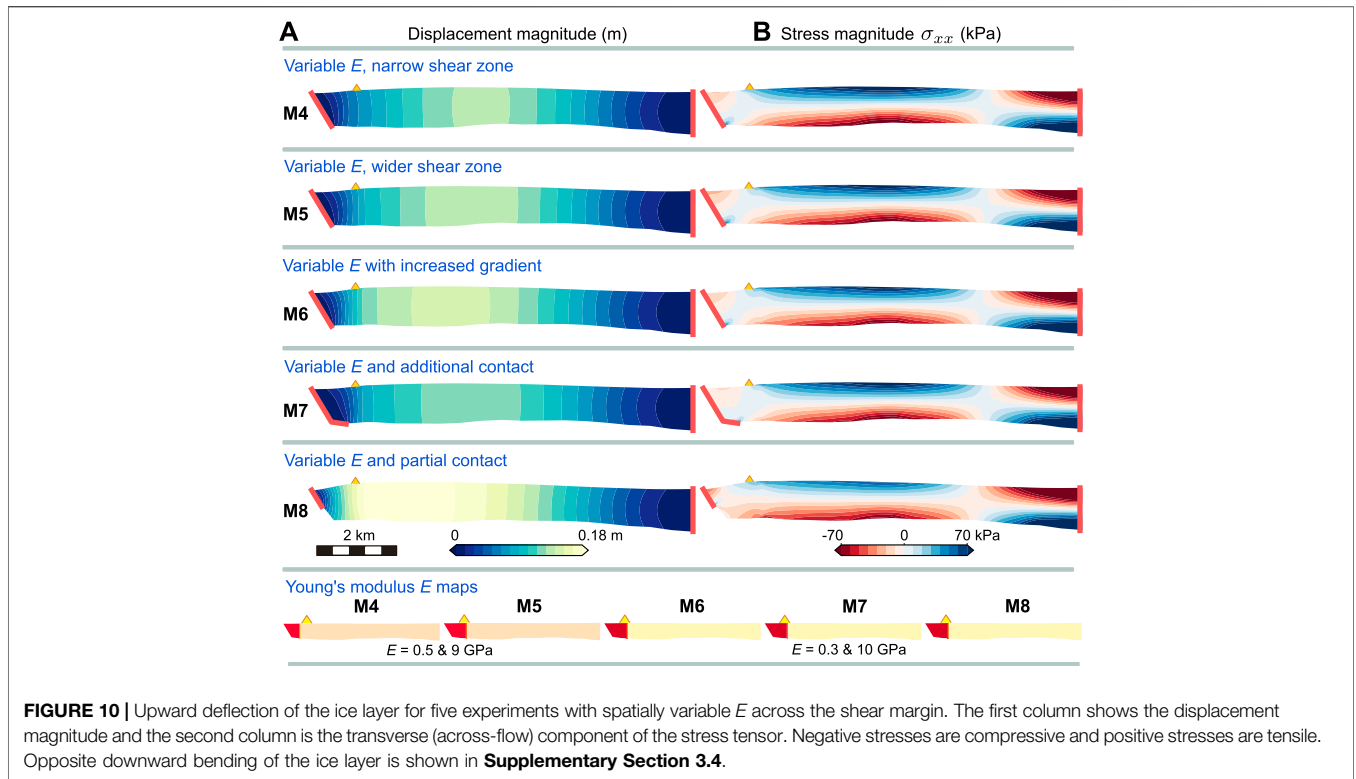 A Displacement magnitude (m) B Stress magnitude σxx (kPa)
Variable E, narrow shear zone
M4
Variable E, wider shear zone
M5
Variable E with increased gradient
M6
Variable E and additional contact
M7
Variable E and partial contact
M8
2 km 0 0.18 m -70 0 70 kPa
Young's modulus E maps
M4 M5 M6 M7 M8
E = 0.5 & 9 GPa E = 0.3 & 10 GPa
FIGURE 10 | Upward deflection of the ice layer for five experiments with spatially variable E across the shear margin. The first column shows the displacement
magnitude and the second column is the transverse (across-flow) component of the stress tensor. Negative stresses are compressive and positive stresses are tensile.
Opposite downward bending of the ice layer is shown in Supplementary Section 3.4.